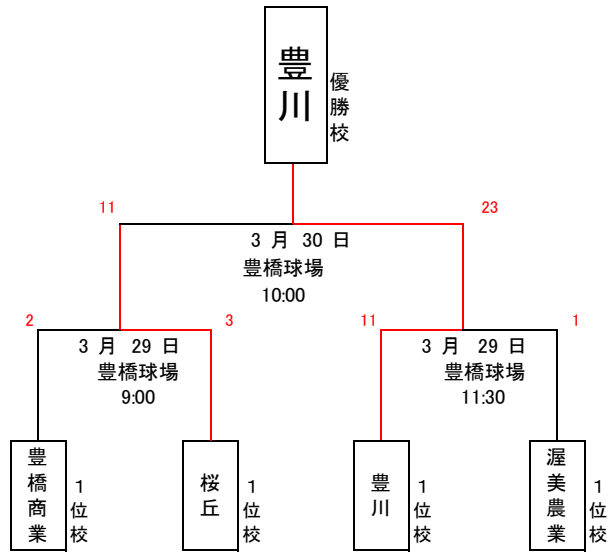 豊川
優勝校
11
23
3 月 30 日
豊橋球場
10:00
2
3
11
1
3 月 29 日
豊橋球場
9:00
3 月 29 日
豊橋球場
11:30
豊橋商業
1位校
桜丘
1位校
豊川
1位校
渥美農業
1位校